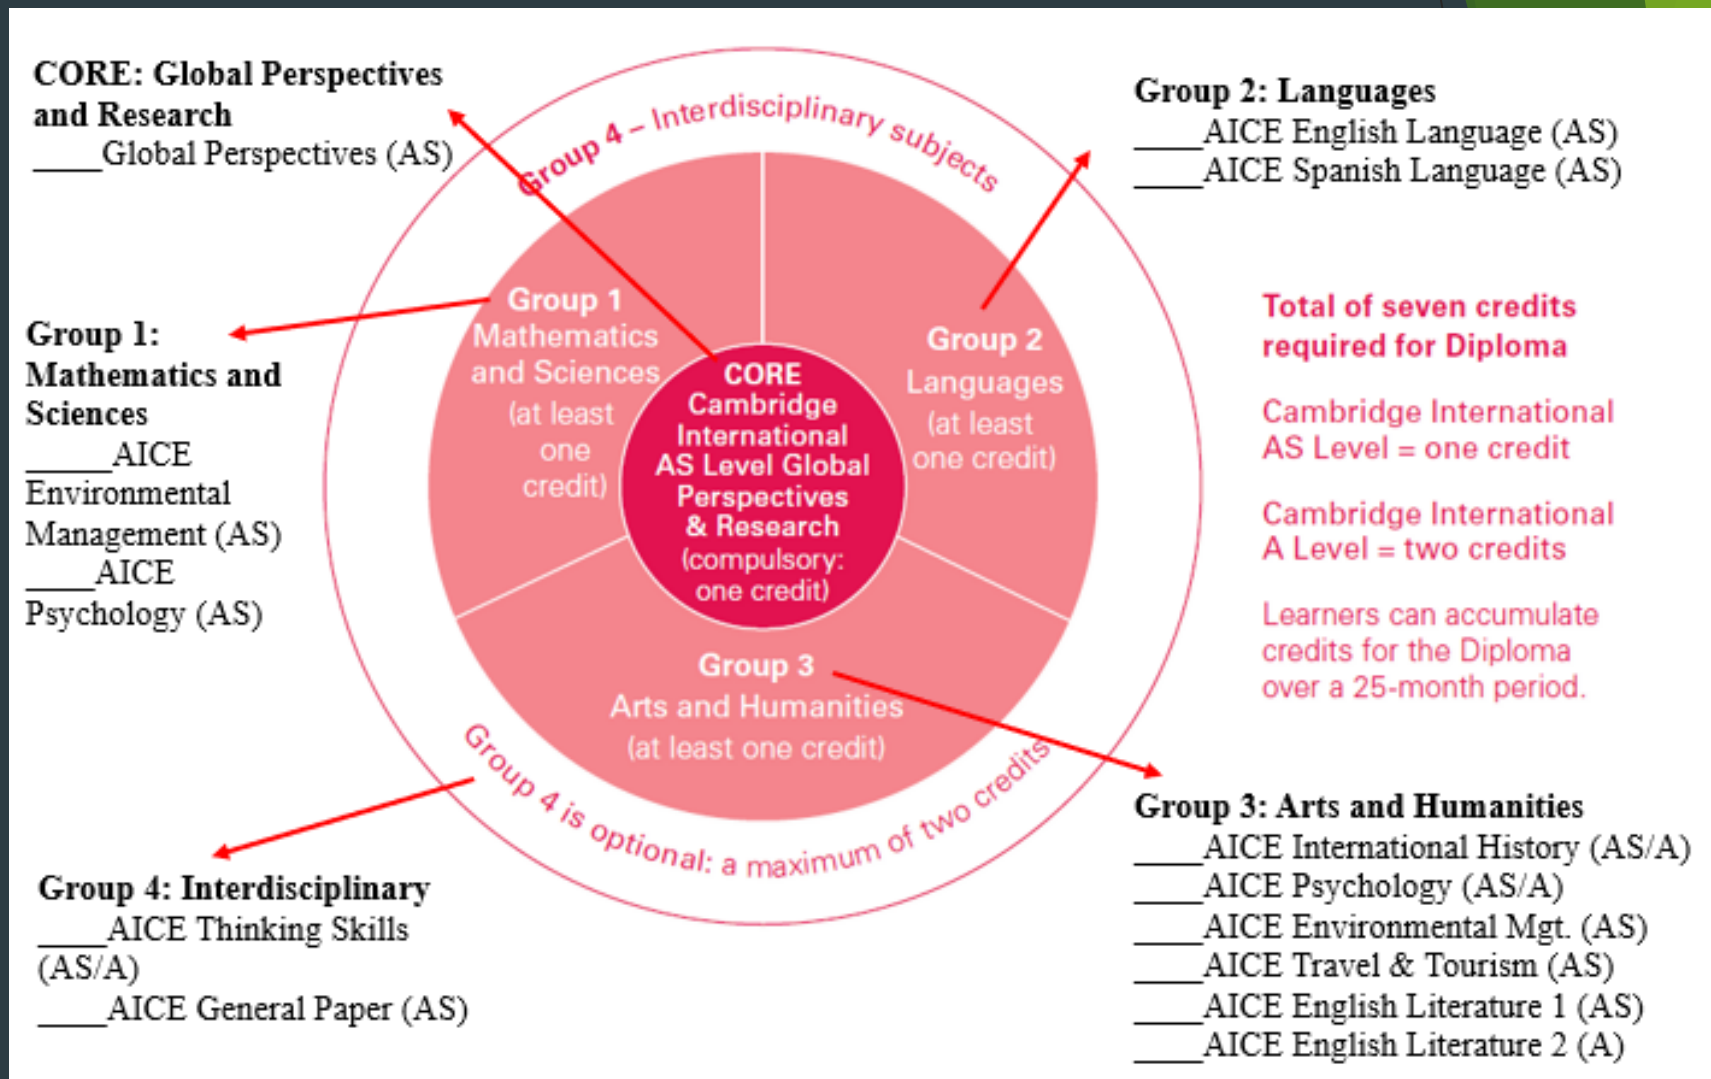 CORE: Global Perspectives
and Research
____Global Perspectives (AS)
Group 1:
Mathematics and
Sciences
_____AICE
Environmental
Management (AS)
____AICE
Psychology (AS)
Group 4: Interdisciplinary
____AICE Thinking Skills
(AS/A)
____AICE General Paper (AS)
Group 4 – Interdisciplinary subjects
Group 1
Mathematics
and Sciences
(at least
one
credit)
CORE
Cambridge
International
AS Level Global
Perspectives
& Research
(compulsory:
one credit)
Group 2
Languages
(at least
one credit)
Group 3
Arts and Humanities
(at least one credit)
Group 4 is optional: a maximum of two credits
Group 2: Languages
____AICE English Language (AS)
____AICE Spanish Language (AS)
Total of seven credits
required for Diploma
Cambridge International
AS Level = one credit
Cambridge International
A Level = two credits
Learners can accumulate
credits for the Diploma
over a 25-month period.
Group 3: Arts and Humanities
____AICE International History (AS/A)
____AICE Psychology (AS/A)
____AICE Environmental Mgt. (AS)
____AICE Travel & Tourism (AS)
____AICE English Literature 1 (AS)
____AICE English Literature 2 (A)